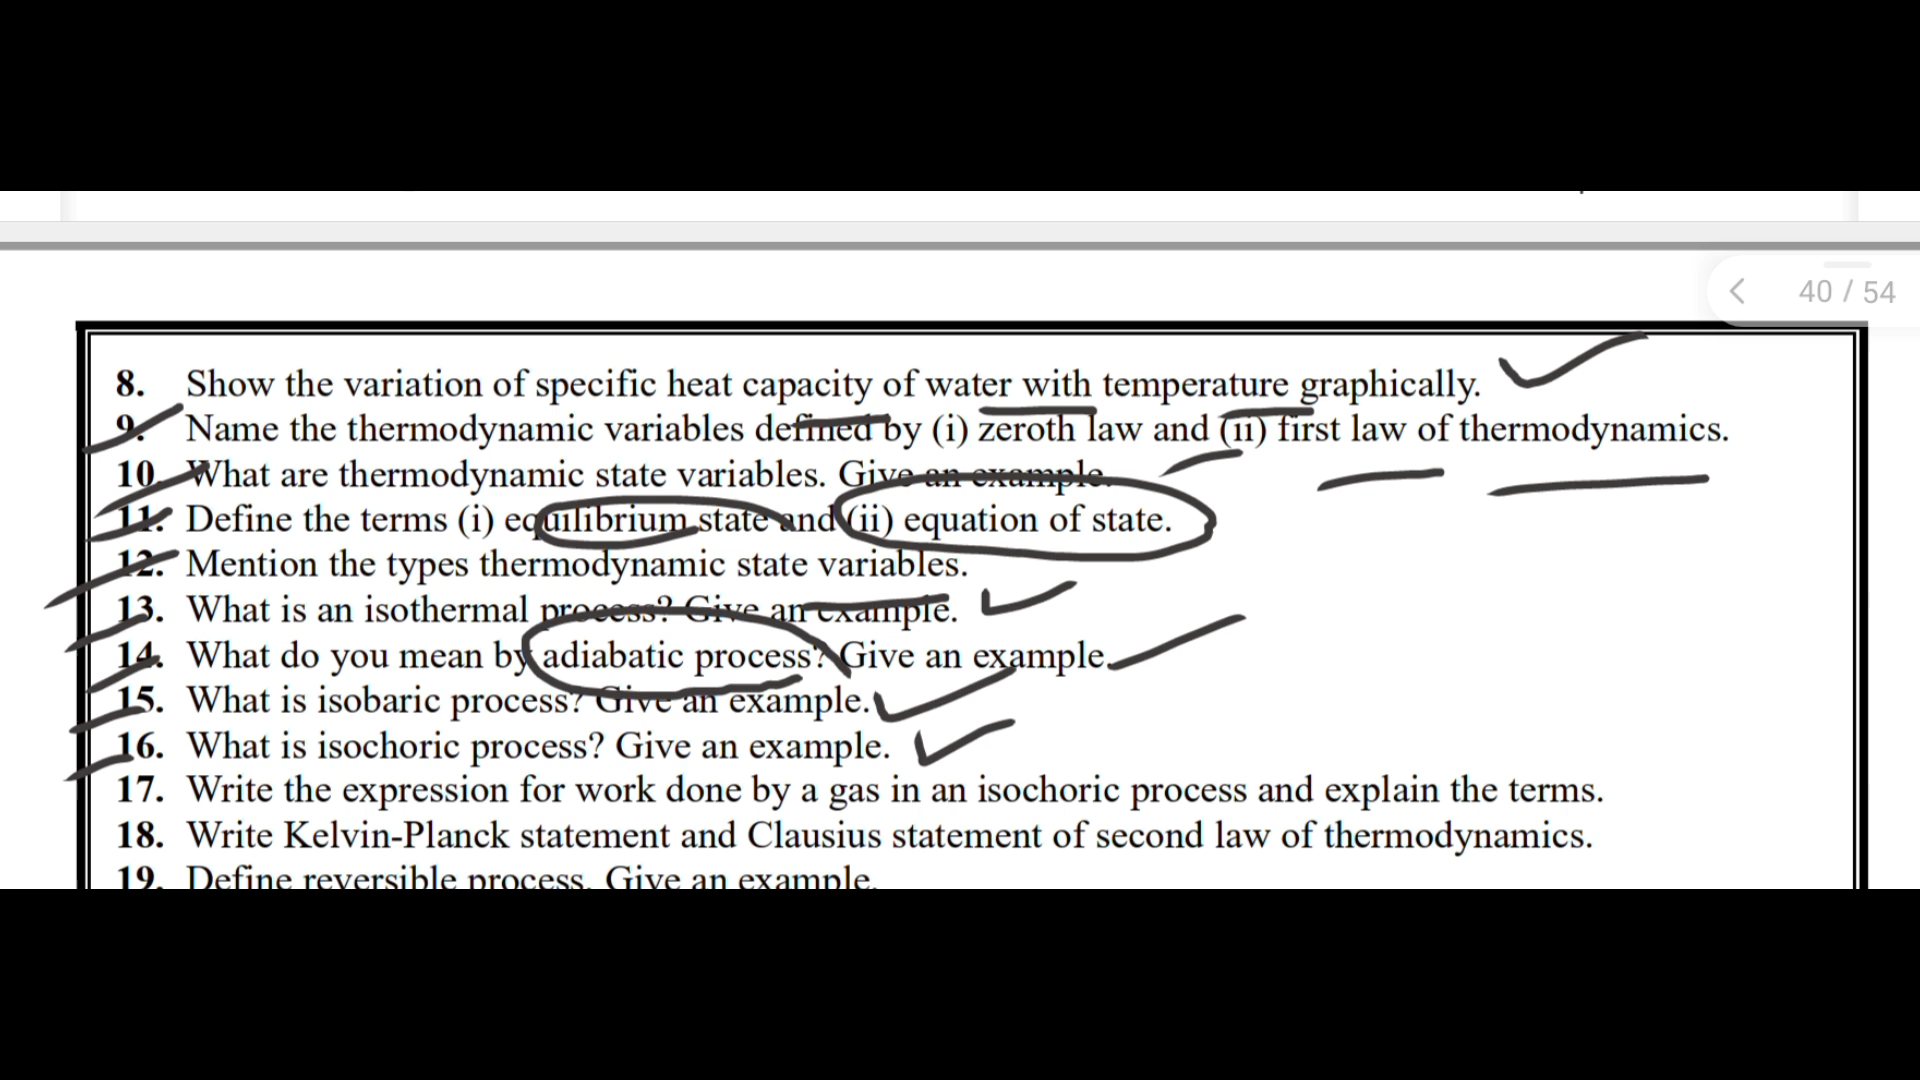 40 / 54
8. Show the variation of specific heat capacity of water with temperature graphically.
9. Name the thermodynamic variables defined by (i) zeroth law and (ii) first law of thermodynamics.
10. What are thermodynamic state variables. Give an example.
11. Define the terms (i) equilibrium state and (ii) equation of state.
12. Mention the types thermodynamic state variables.
13. What is an isothermal process? Give an example.
14. What do you mean by adiabatic process? Give an example.
15. What is isobaric process? Give an example.
16. What is isochoric process? Give an example.
17. Write the expression for work done by a gas in an isochoric process and explain the terms.
18. Write Kelvin-Planck statement and Clausius statement of second law of thermodynamics.
19. Define reversible process. Give an example.